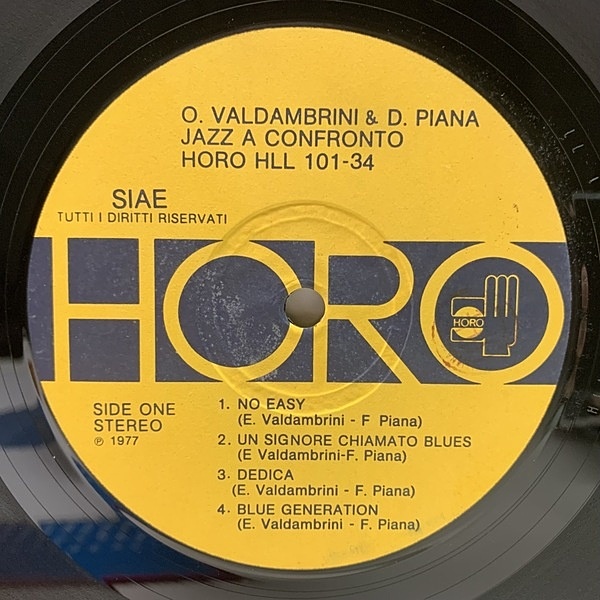 O. VALDAMBRINI & D. PIANA
JAZZ A CONFRONTO
HORO HLL 101-34
SIAE
TUTTI I DIRITTI RISERVATI
HORO
HORO
SIDE ONE
STEREO
℗ 1977
1. NO EASY
(E. Valdambrini - F Piana)
2. UN SIGNORE CHIAMATO BLUES
(E Valdambrini-F. Piana)
3. DEDICA
(E. Valdambrini - F. Piana)
4. BLUE GENERATION
(E. Valdambrini - F. Piana)